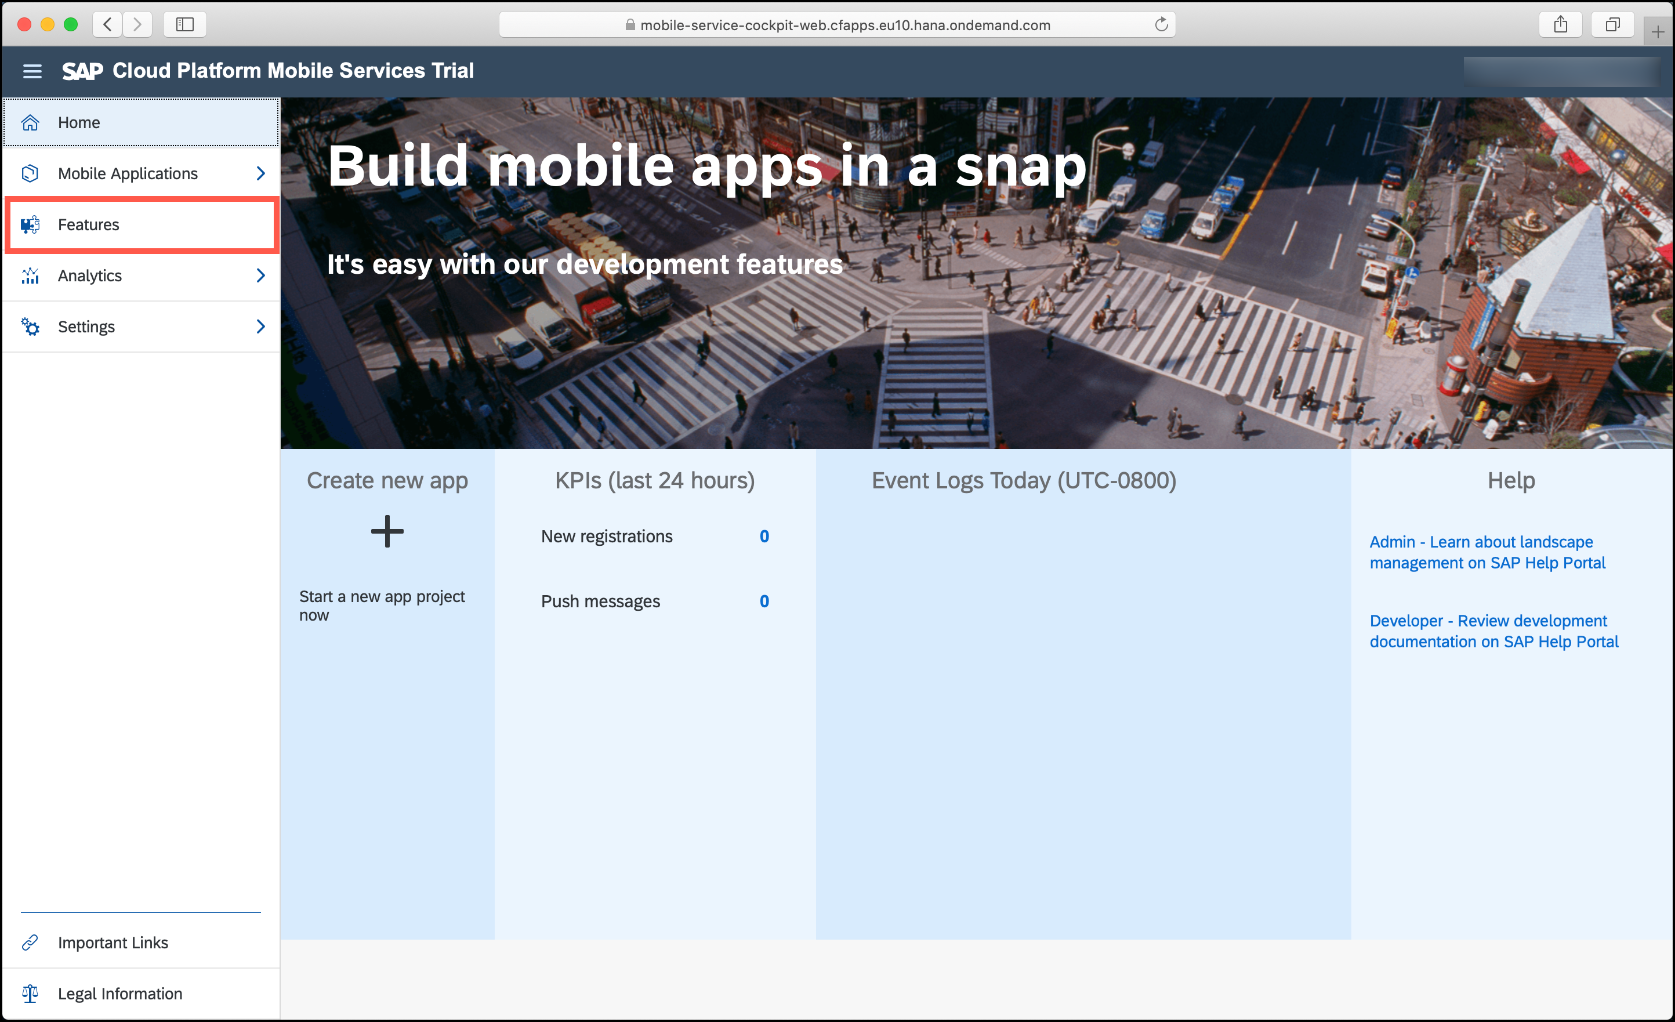 mobile-service-cockpit-web.cfapps.eu10.hana.ondemand.com
SAP Cloud Platform Mobile Services Trial
Home
Mobile Applications
Features
Analytics
Settings
Important Links
Legal Information
Build mobile apps in a snap
It's easy with our development features
Create new app
Start a new app project
now
KPIs (last 24 hours)
New registrations 0
Push messages 0
Event Logs Today (UTC-0800)
Help
Admin - Learn about landscape
management on SAP Help Portal
Developer - Review development
documentation on SAP Help Portal